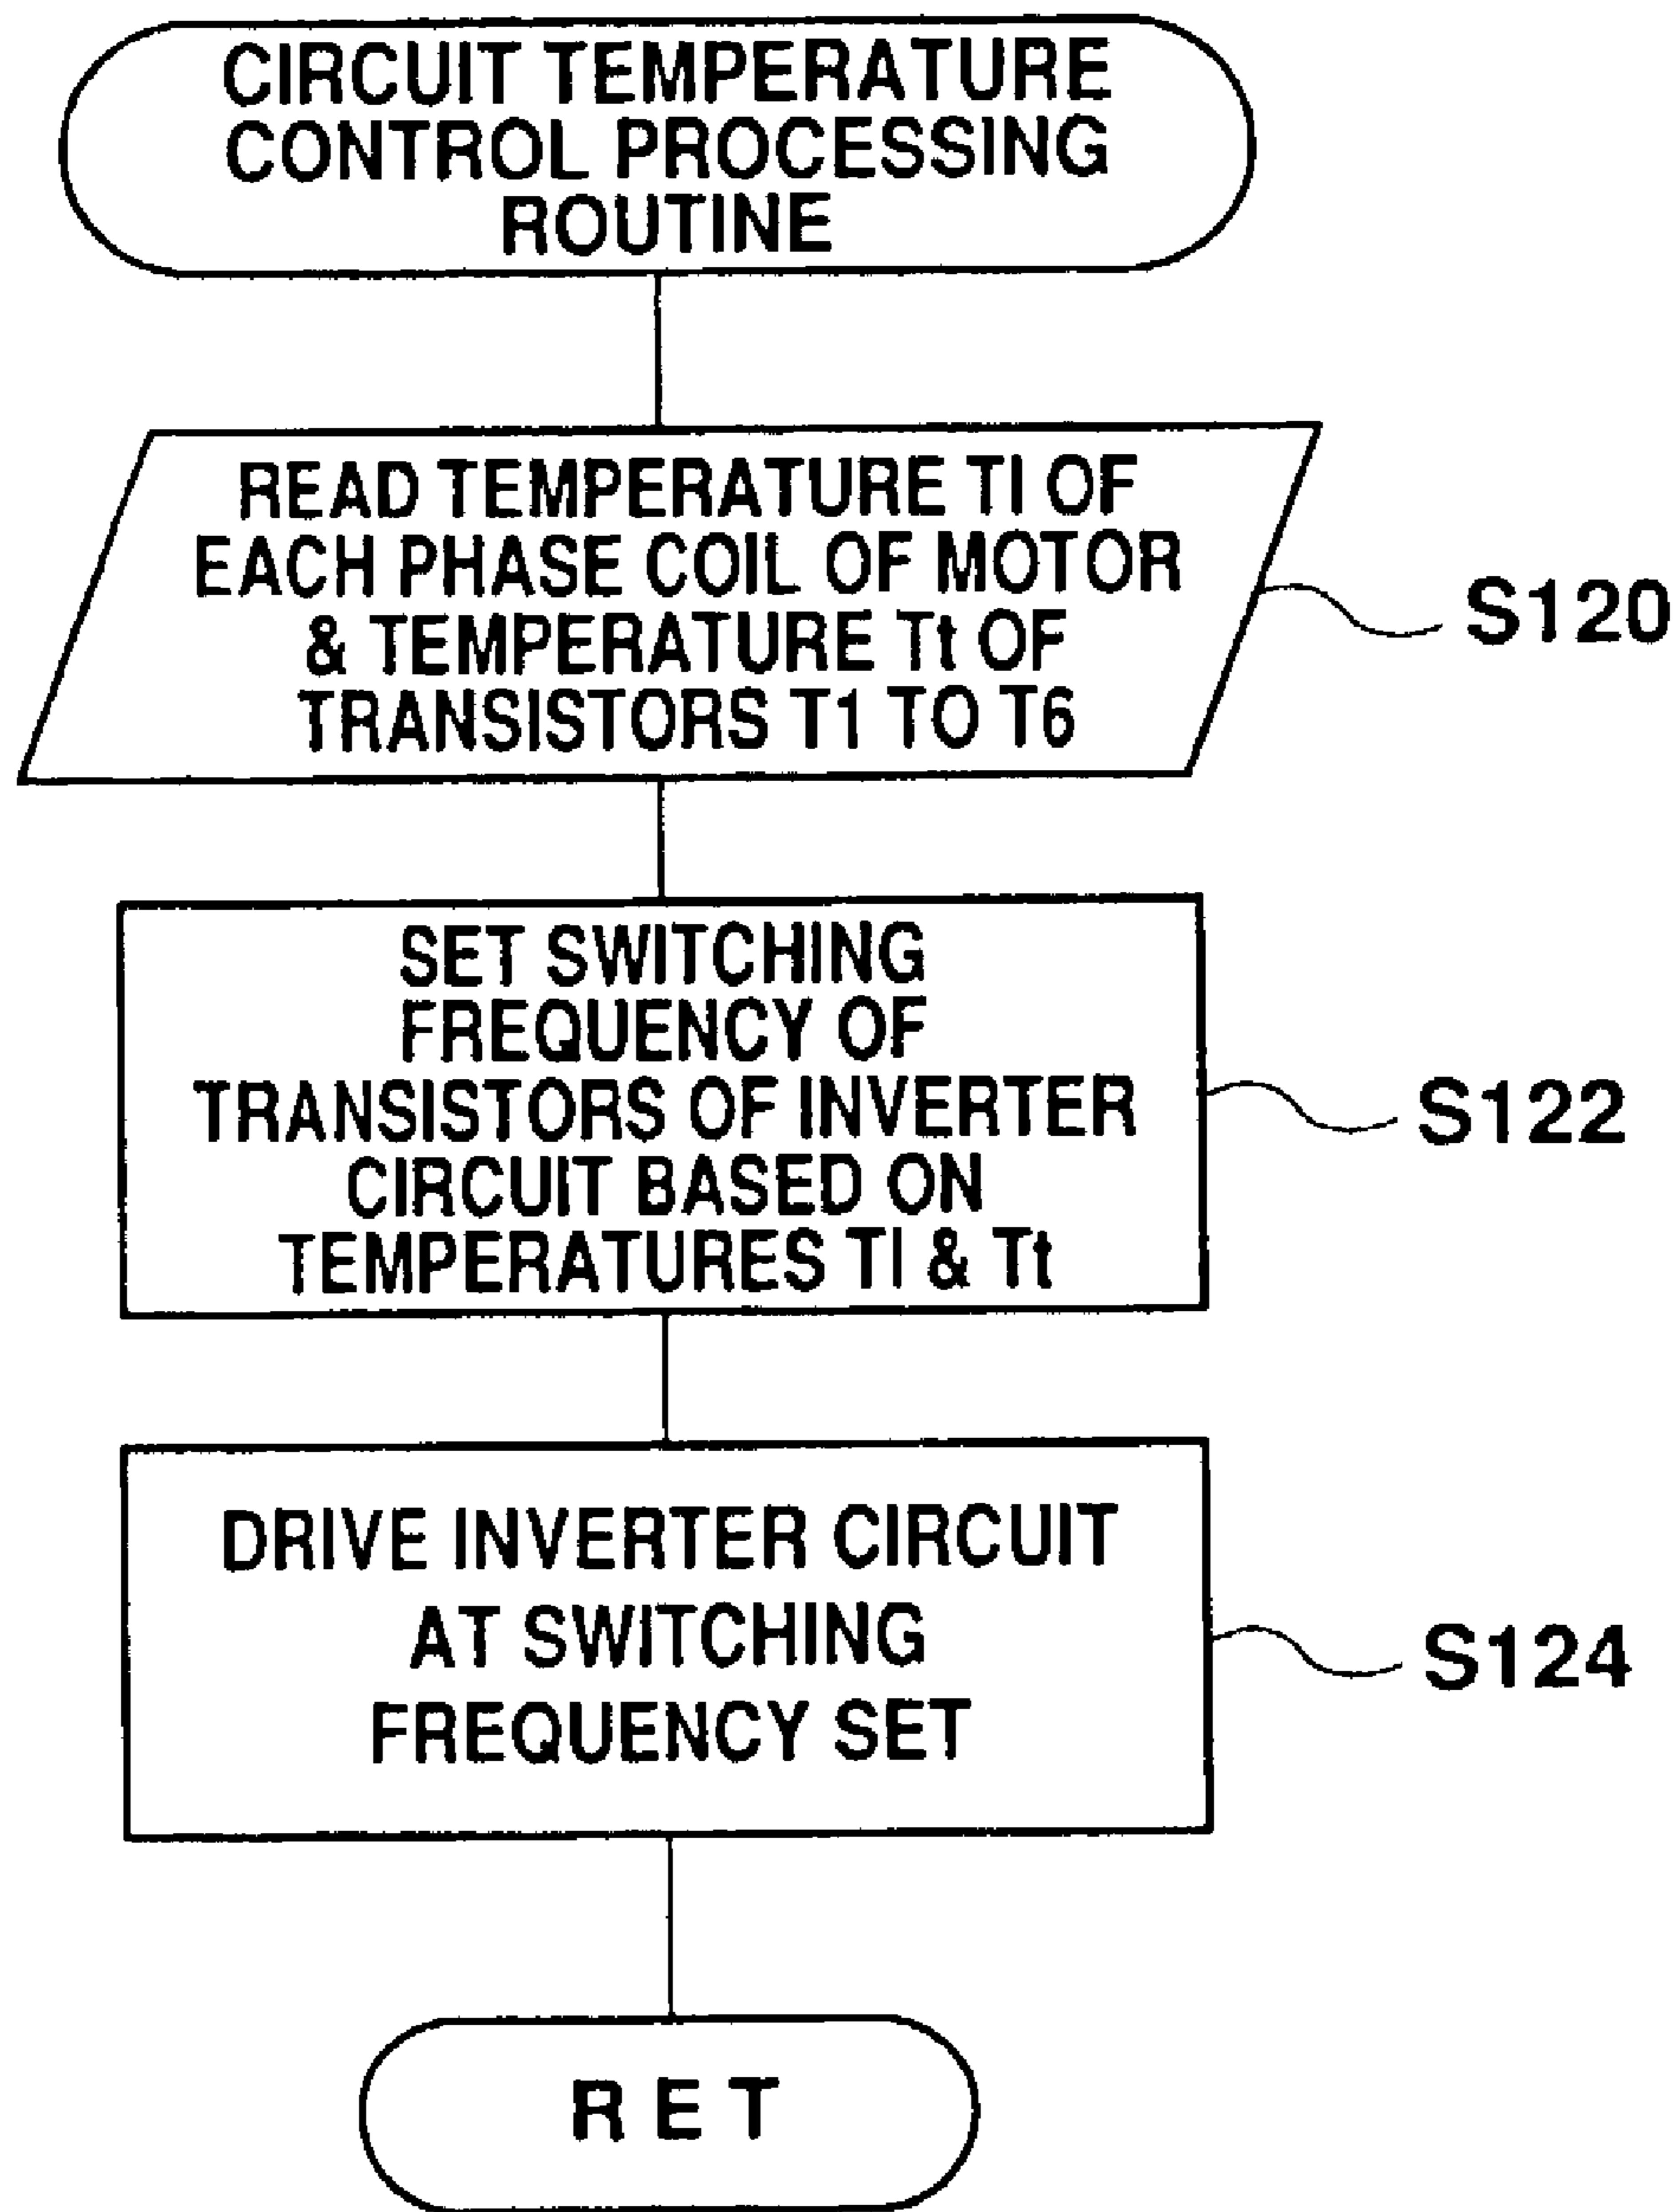 CIRCUIT TEMPERATURE
CONTROL PROCESSING
ROUTINE
READ TEMPERATURE Tl OF
EACH PHASE COIL OF MOTOR
& TEMPERATURE Tt OF
TRANSISTORS T1 TO T6
S120
SET SWITCHING
FREQUENCY OF
TRANSISTORS OF INVERTER
CIRCUIT BASED ON
TEMPERATURES Tl & Tt
S122
DRIVE INVERTER CIRCUIT
AT SWITCHING
FREQUENCY SET
S124
RET